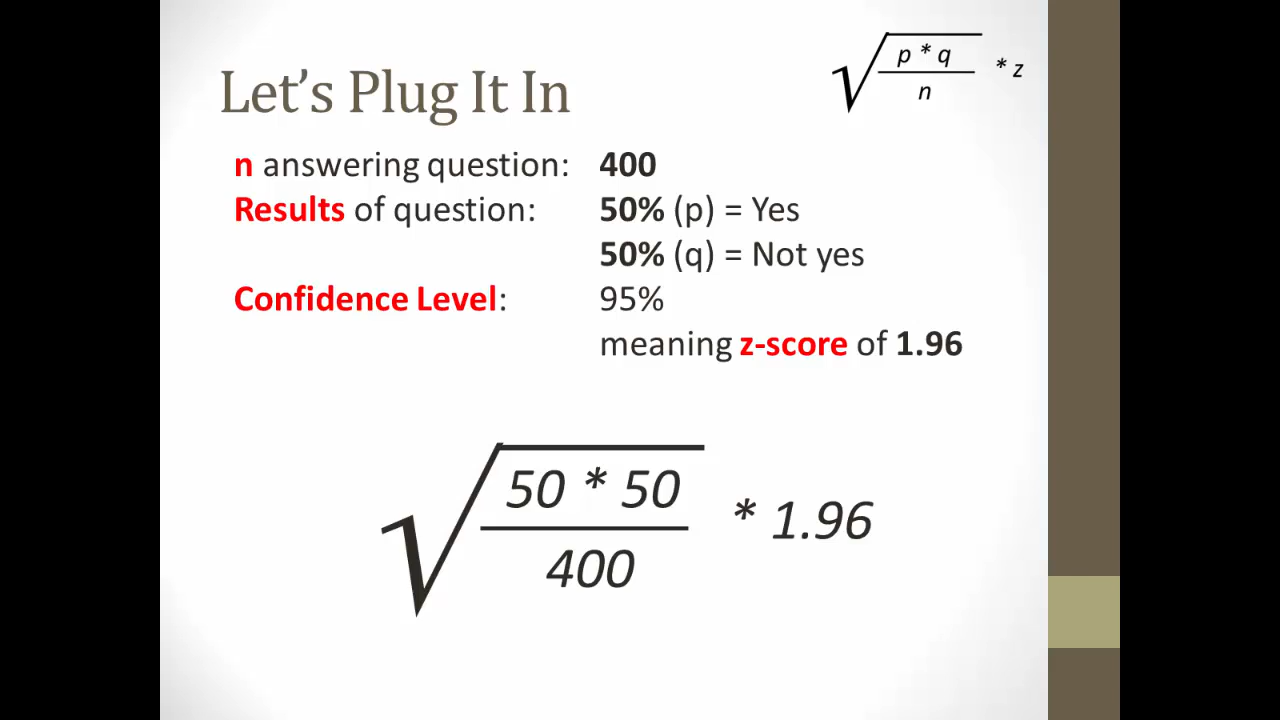 Let's Plug It In
√ p * q / n * z
n answering question: 400
Results of question: 50% (p) = Yes
50% (q) = Not yes
Confidence Level: 95%
meaning z-score of 1.96
√ 50 * 50 / 400 * 1.96